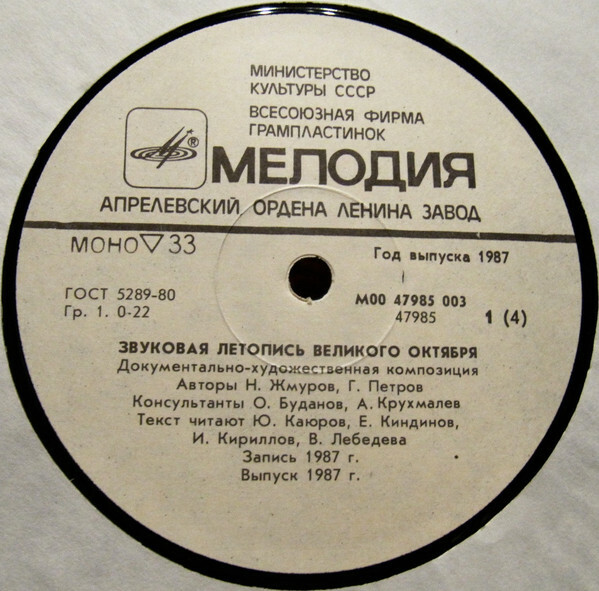 МИНИСТЕРСТВО
КУЛЬТУРЫ СССР
ВСЕСОЮЗНАЯ ФИРМА
ГРАМПЛАСТИНОК
®
МЕЛОДИЯ
АПРЕЛЕВСКИЙ ОРДЕНА ЛЕНИНА ЗАВОД
МОНО ▽ 33
Год выпуска 1987
ГОСТ 5289-80
Гр. 1. 0-22
М00 47985 003
47985
1 (4)
ЗВУКОВАЯ ЛЕТОПИСЬ ВЕЛИКОГО ОКТЯБРЯ
Документально-художественная композиция
Авторы Н. Жмуров, Г. Петров
Консультанты О. Буданов, А. Крухмалев
Текст читают Ю. Каюров, Е. Киндинов,
И. Кириллов, В. Лебедева
Запись 1987 г.
Выпуск 1987 г.